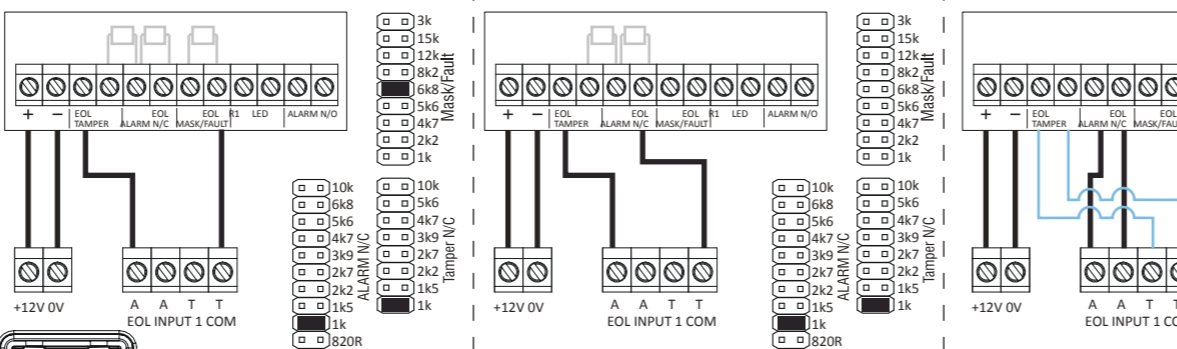 + − EOL TAMPER EOL ALARM N/C EOL MASK/FAULT R1 LED ALARM N/O
3k
15k
12k
8k2
6k8
5k6
4k7
2k2
1k
Mask/Fault
10k
6k8
5k6
4k7
3k9
2k7
2k2
1k5
1k
820R
ALARM N/C
10k
5k6
4k7
3k9
2k7
2k2
1k5
1k
Tamper N/C
+12V 0V
A A T T
EOL INPUT 1 COM
+ − EOL TAMPER EOL ALARM N/C EOL MASK/FAULT R1 LED ALARM N/O
3k
15k
12k
8k2
6k8
5k6
4k7
2k2
1k
Mask/Fault
10k
6k8
5k6
4k7
3k9
2k7
2k2
1k5
1k
820R
ALARM N/C
10k
5k6
4k7
3k9
2k7
2k2
1k5
1k
Tamper N/C
+12V 0V
A A T T
EOL INPUT 1 COM
+ − EOL TAMPER EOL ALARM N/C EOL MASK/FAU
+12V 0V
A A T T
EOL INPUT 1 CO